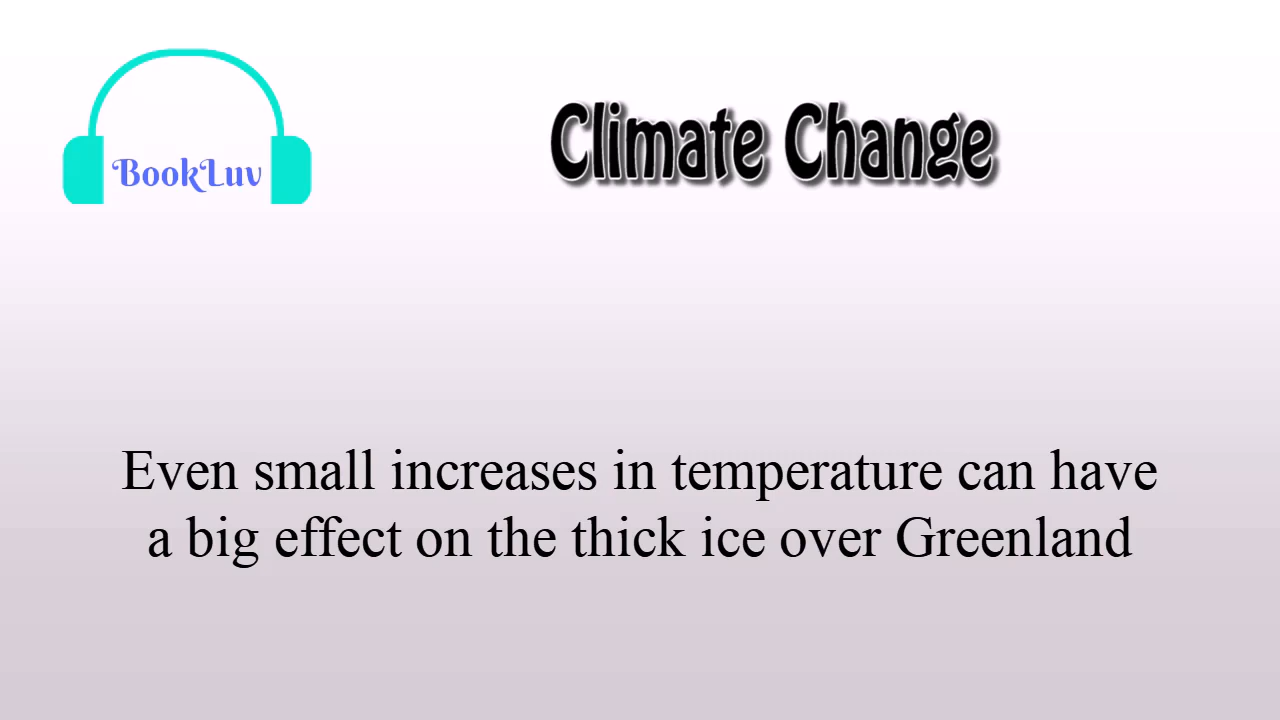 BookLuv
Climate Change
Even small increases in temperature can have
a big effect on the thick ice over Greenland